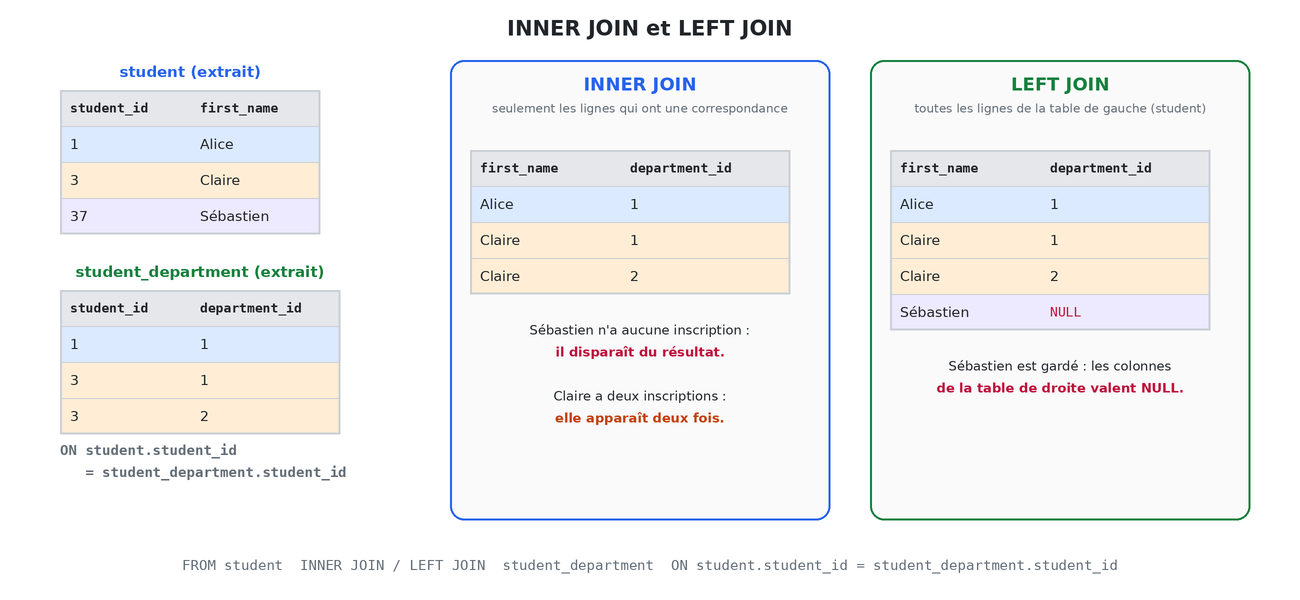 INNER JOIN et LEFT JOIN
student (extrait)
student_id first_name
1 Alice
3 Claire
37 Sébastien
student_department (extrait)
student_id department_id
1 1
3 1
3 2
ON student.student_id
= student_department.student_id
INNER JOIN
seulement les lignes qui ont une correspondance
first_name department_id
Alice 1
Claire 1
Claire 2
Sébastien n'a aucune inscription :
il disparaît du résultat.
Claire a deux inscriptions :
elle apparaît deux fois.
LEFT JOIN
toutes les lignes de la table de gauche (student)
first_name department_id
Alice 1
Claire 1
Claire 2
Sébastien NULL
Sébastien est gardé : les colonnes
de la table de droite valent NULL.
FROM student INNER JOIN / LEFT JOIN student_department ON student.student_id = student_department.student_id